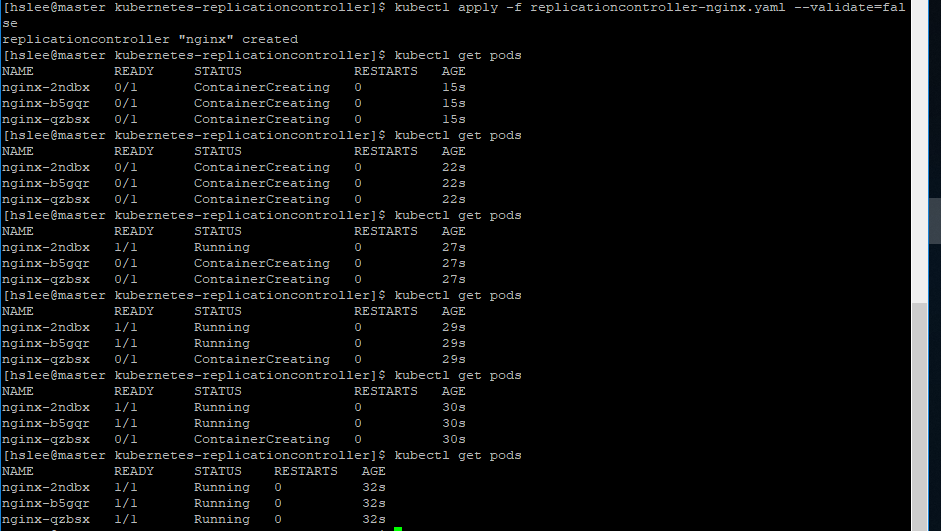 [hslee@master kubernetes-replicationcontroller]$ kubectl apply -f replicationcontroller-nginx.yaml --validate=fal
se
replicationcontroller "nginx" created
[hslee@master kubernetes-replicationcontroller]$ kubectl get pods
NAME          READY     STATUS              RESTARTS   AGE
nginx-2ndbx   0/1       ContainerCreating   0          15s
nginx-b5gqr   0/1       ContainerCreating   0          15s
nginx-qzbsx   0/1       ContainerCreating   0          15s
[hslee@master kubernetes-replicationcontroller]$ kubectl get pods
NAME          READY     STATUS              RESTARTS   AGE
nginx-2ndbx   0/1       ContainerCreating   0          22s
nginx-b5gqr   0/1       ContainerCreating   0          22s
nginx-qzbsx   0/1       ContainerCreating   0          22s
[hslee@master kubernetes-replicationcontroller]$ kubectl get pods
NAME          READY     STATUS              RESTARTS   AGE
nginx-2ndbx   1/1       Running             0          27s
nginx-b5gqr   0/1       ContainerCreating   0          27s
nginx-qzbsx   0/1       ContainerCreating   0          27s
[hslee@master kubernetes-replicationcontroller]$ kubectl get pods
NAME          READY     STATUS              RESTARTS   AGE
nginx-2ndbx   1/1       Running             0          29s
nginx-b5gqr   1/1       Running             0          29s
nginx-qzbsx   0/1       ContainerCreating   0          29s
[hslee@master kubernetes-replicationcontroller]$ kubectl get pods
NAME          READY     STATUS              RESTARTS   AGE
nginx-2ndbx   1/1       Running             0          30s
nginx-b5gqr   1/1       Running             0          30s
nginx-qzbsx   0/1       ContainerCreating   0          30s
[hslee@master kubernetes-replicationcontroller]$ kubectl get pods
NAME          READY     STATUS    RESTARTS   AGE
nginx-2ndbx   1/1       Running   0          32s
nginx-b5gqr   1/1       Running   0          32s
nginx-qzbsx   1/1       Running   0          32s